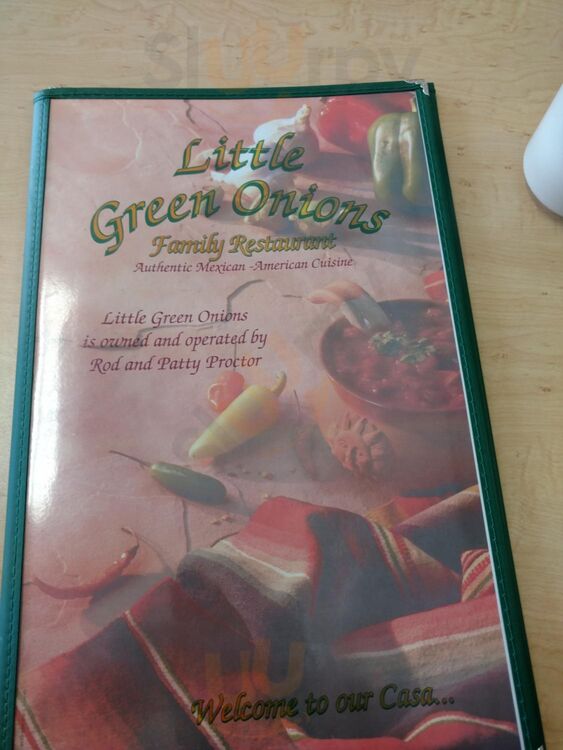 Sluurpy
Little
Green Onions
Family Restaurant
Authentic Mexican -American Cuisine
Little Green Onions
is owned and operated by
Rod and Patty Proctor
Welcome to our Casa...